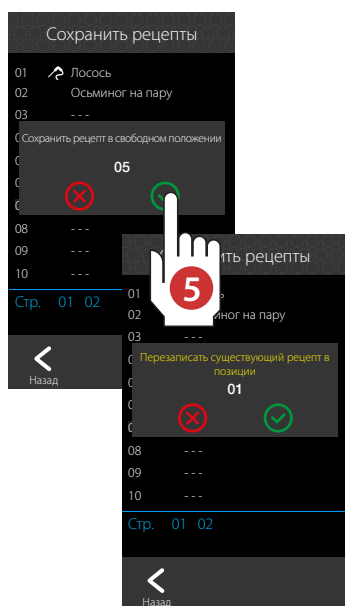 Сохранить рецепты
01 Лосось
02 Осьминог на пару
03 - - -
Сохранить рецепт в свободном положении
05
08 - - -
09 - - -
10 - - -
Стр. 01 02
Назад
5
ть рецепты
01
02 иног на пару
03 - - -
Перезаписать существующий рецепт в
позиции
01
08 - - -
09 - - -
10 - - -
Стр. 01 02
Назад